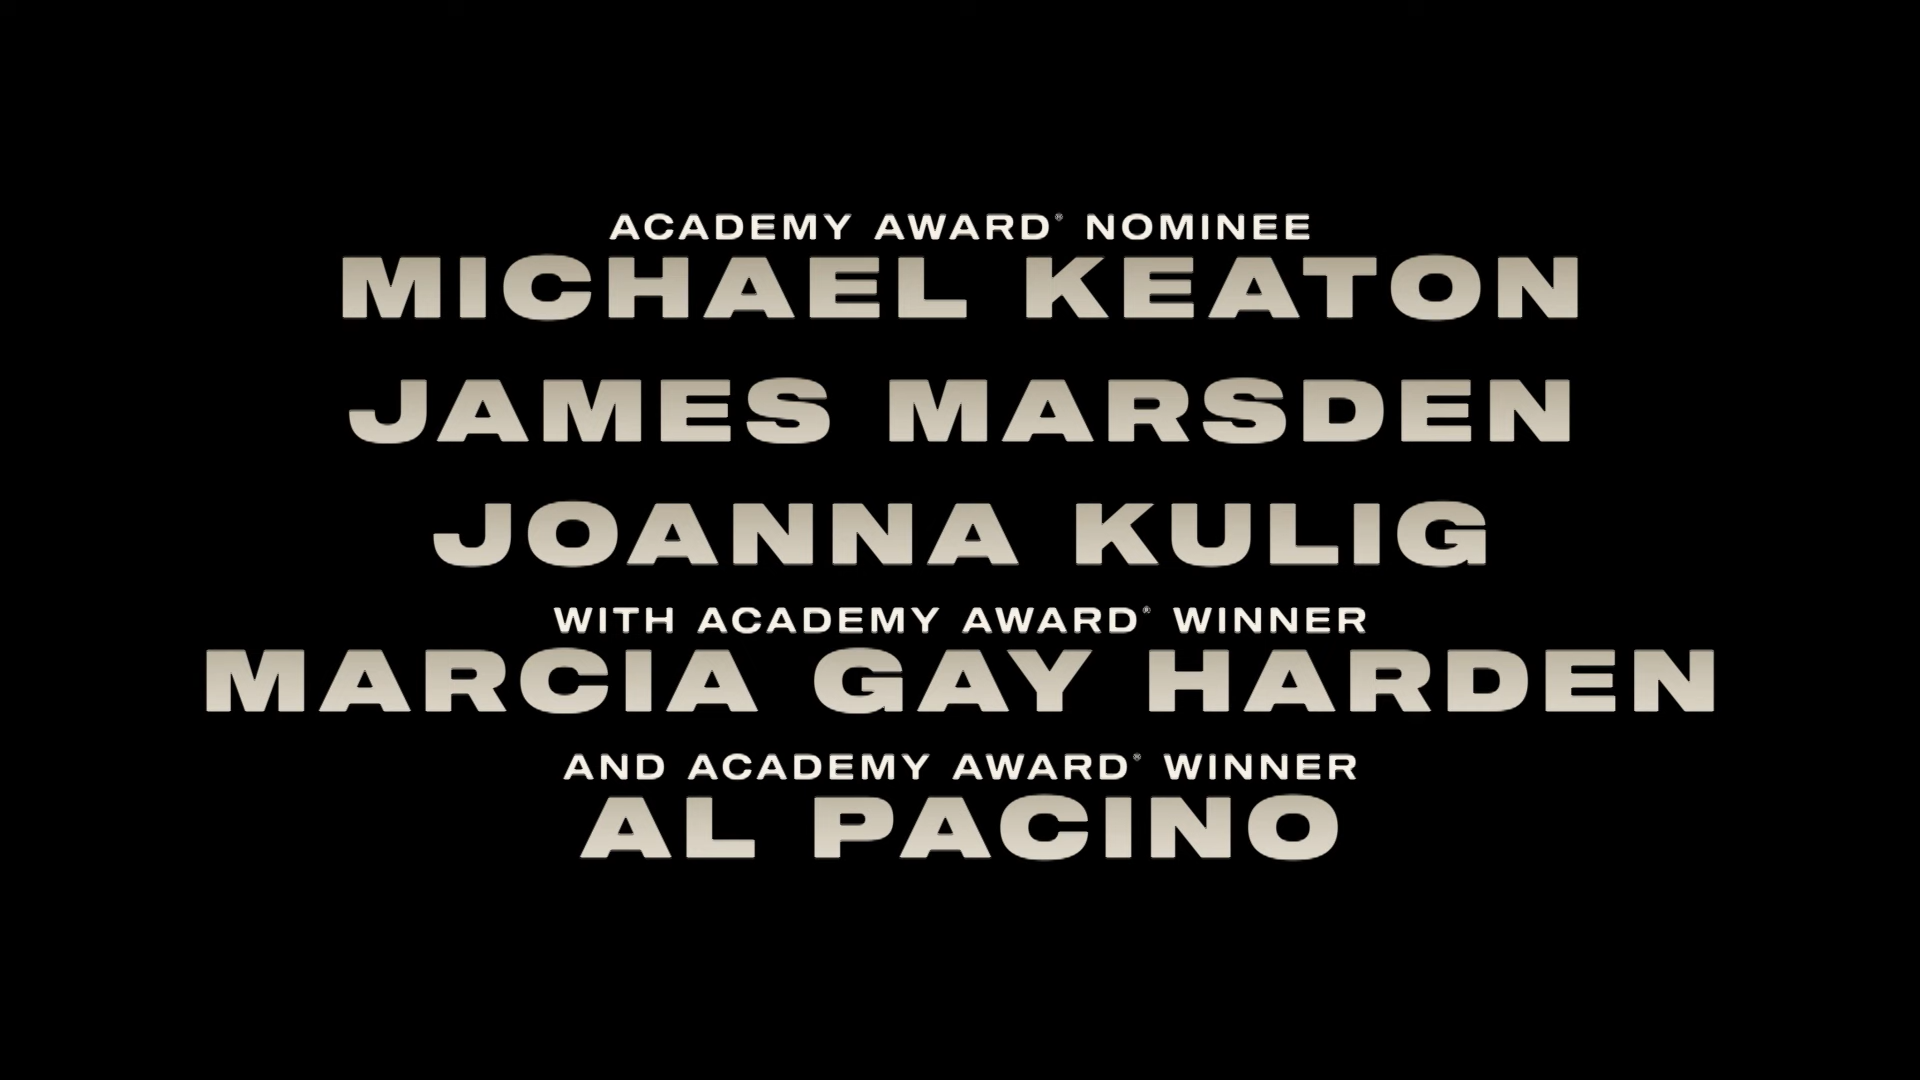 ACADEMY AWARD® NOMINEE
MICHAEL KEATON
JAMES MARSDEN
JOANNA KULIG
WITH ACADEMY AWARD® WINNER
MARCIA GAY HARDEN
AND ACADEMY AWARD® WINNER
AL PACINO